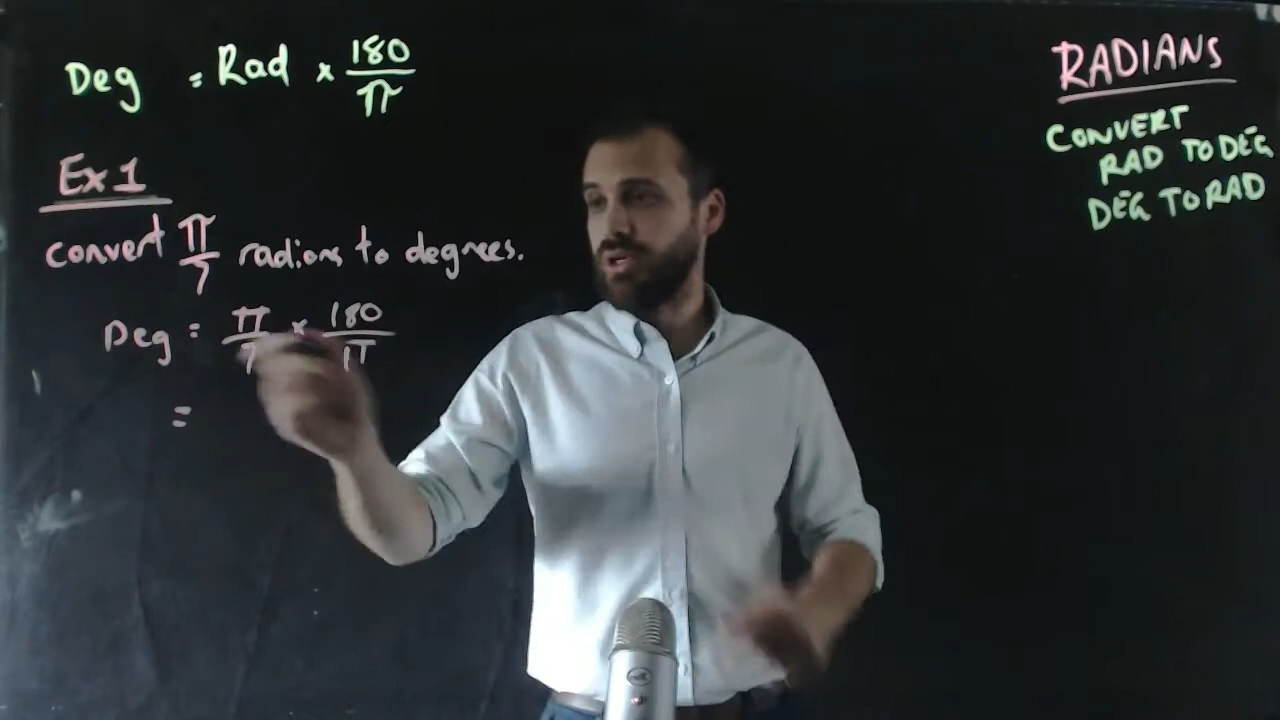 Deg = Rad × 180/π
Ex 1
convert π/7 radians to degrees.
Deg = π/7 × 180/π
=
RADIANS
CONVERT
RAD TO DEG
DEG TO RAD